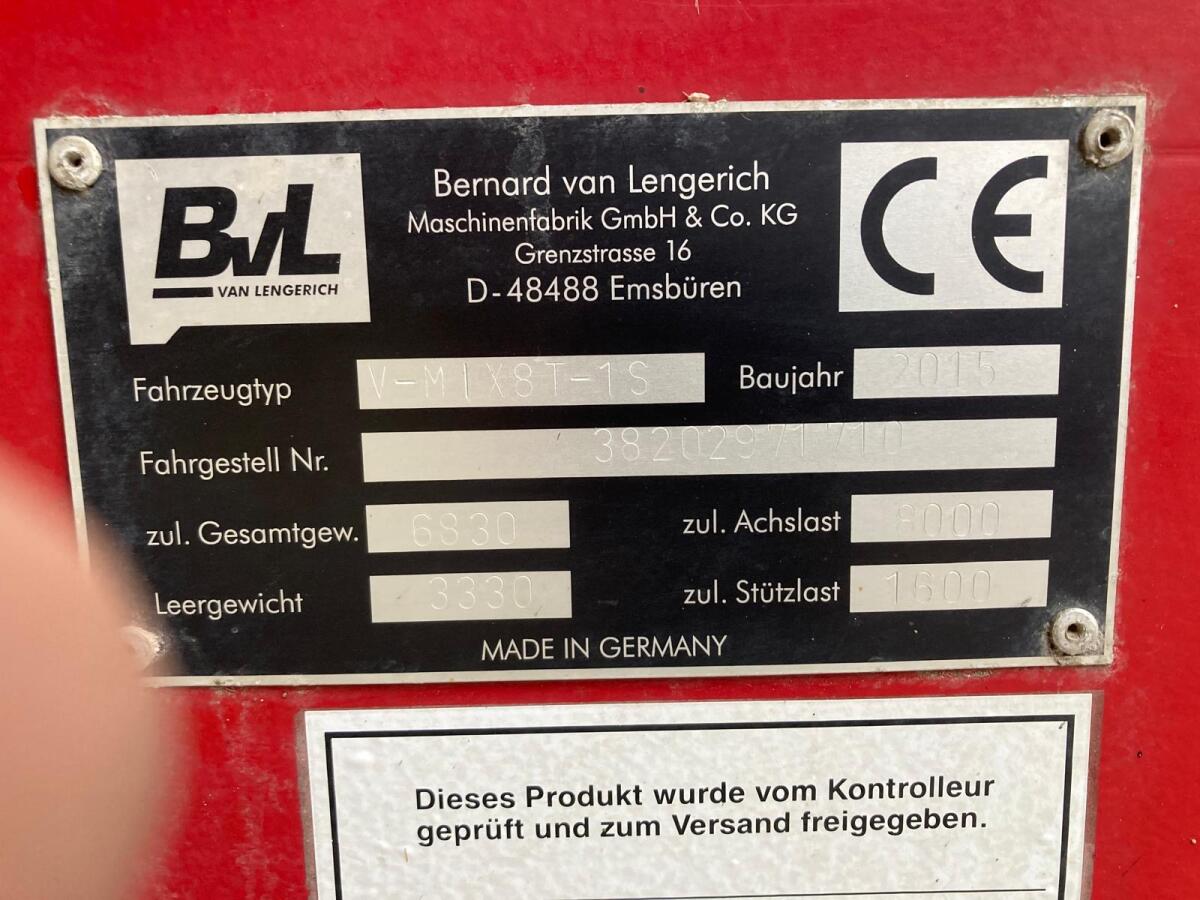 BvL
VAN LENGERICH
Bernard van Lengerich
Maschinenfabrik GmbH & Co. KG
Grenzstrasse 16
D-48488 Emsbüren
CE
Fahrzeugtyp V-MIX8T-1S Baujahr 2015
Fahrgestell Nr. 38202971710
zul. Gesamtgew. 6830 zul. Achslast 8000
Leergewicht 3330 zul. Stützlast 1600
MADE IN GERMANY
Dieses Produkt wurde vom Kontrolleur
geprüft und zum Versand freigegeben.